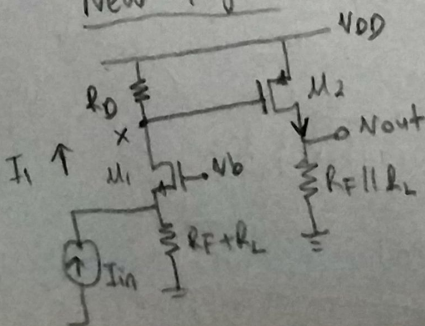 VDD
RD
M2
X
Vout
I1
M1
Vb
RF || RL
RF + RL
Iin